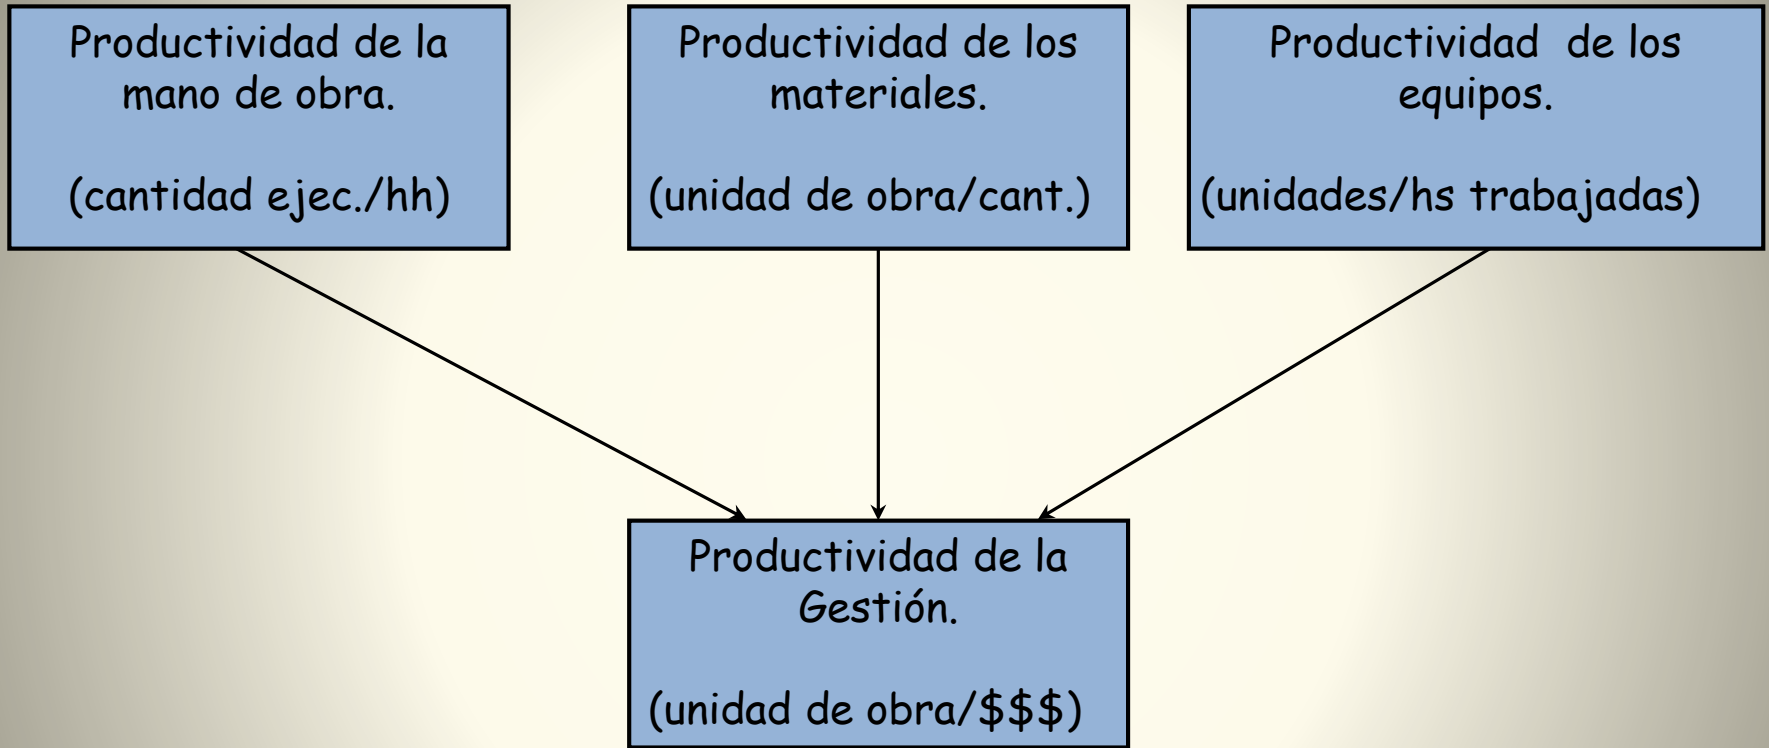 Productividad de la
mano de obra.
(cantidad ejec./hh)
Productividad de los
materiales.
(unidad de obra/cant.)
Productividad  de los
equipos.
(unidades/hs trabajadas)
Productividad de la
Gestión.
(unidad de obra/$$$)